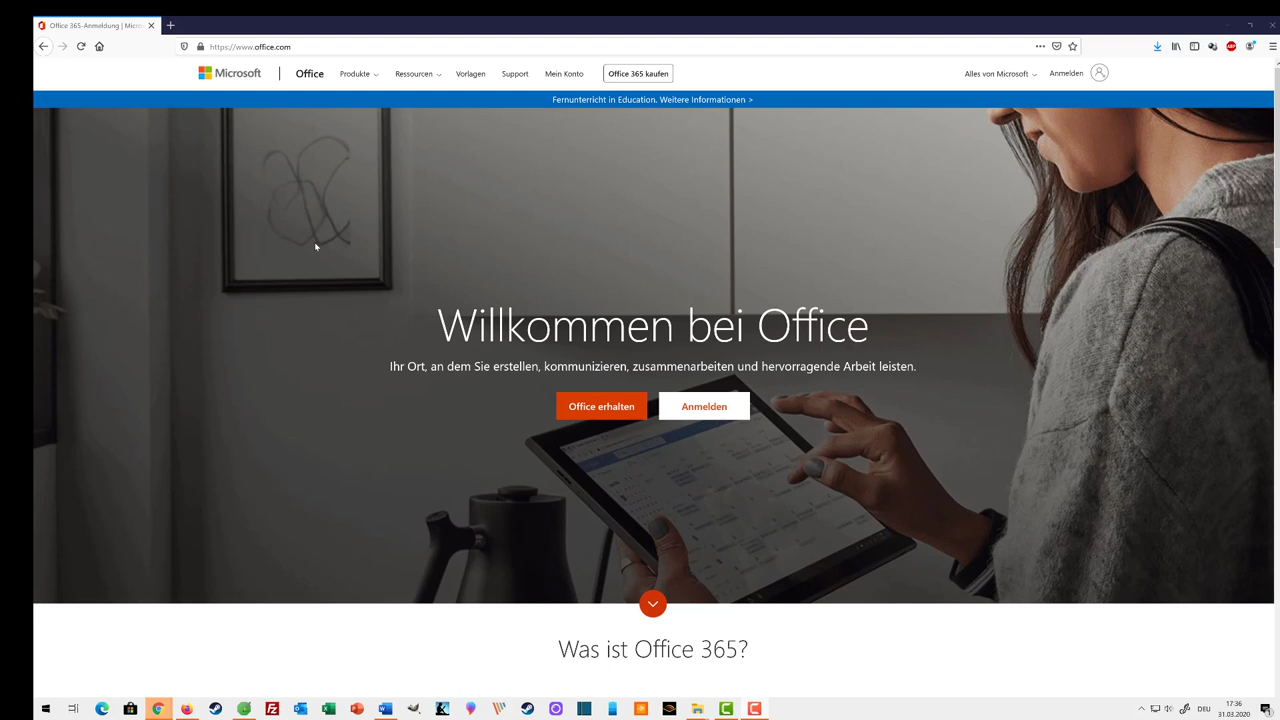 Office 365-Anmeldung | Micro
https://www.office.com
Microsoft
Office
Produkte
Ressourcen
Vorlagen
Support
Mein Konto
Office 365 kaufen
Alles von Microsoft
Anmelden
Fernunterricht in Education. Weitere Informationen >
Willkommen bei Office
Ihr Ort, an dem Sie erstellen, kommunizieren, zusammenarbeiten und hervorragende Arbeit leisten.
Office erhalten
Anmelden
Was ist Office 365?
DEU
17:36
31.03.2020